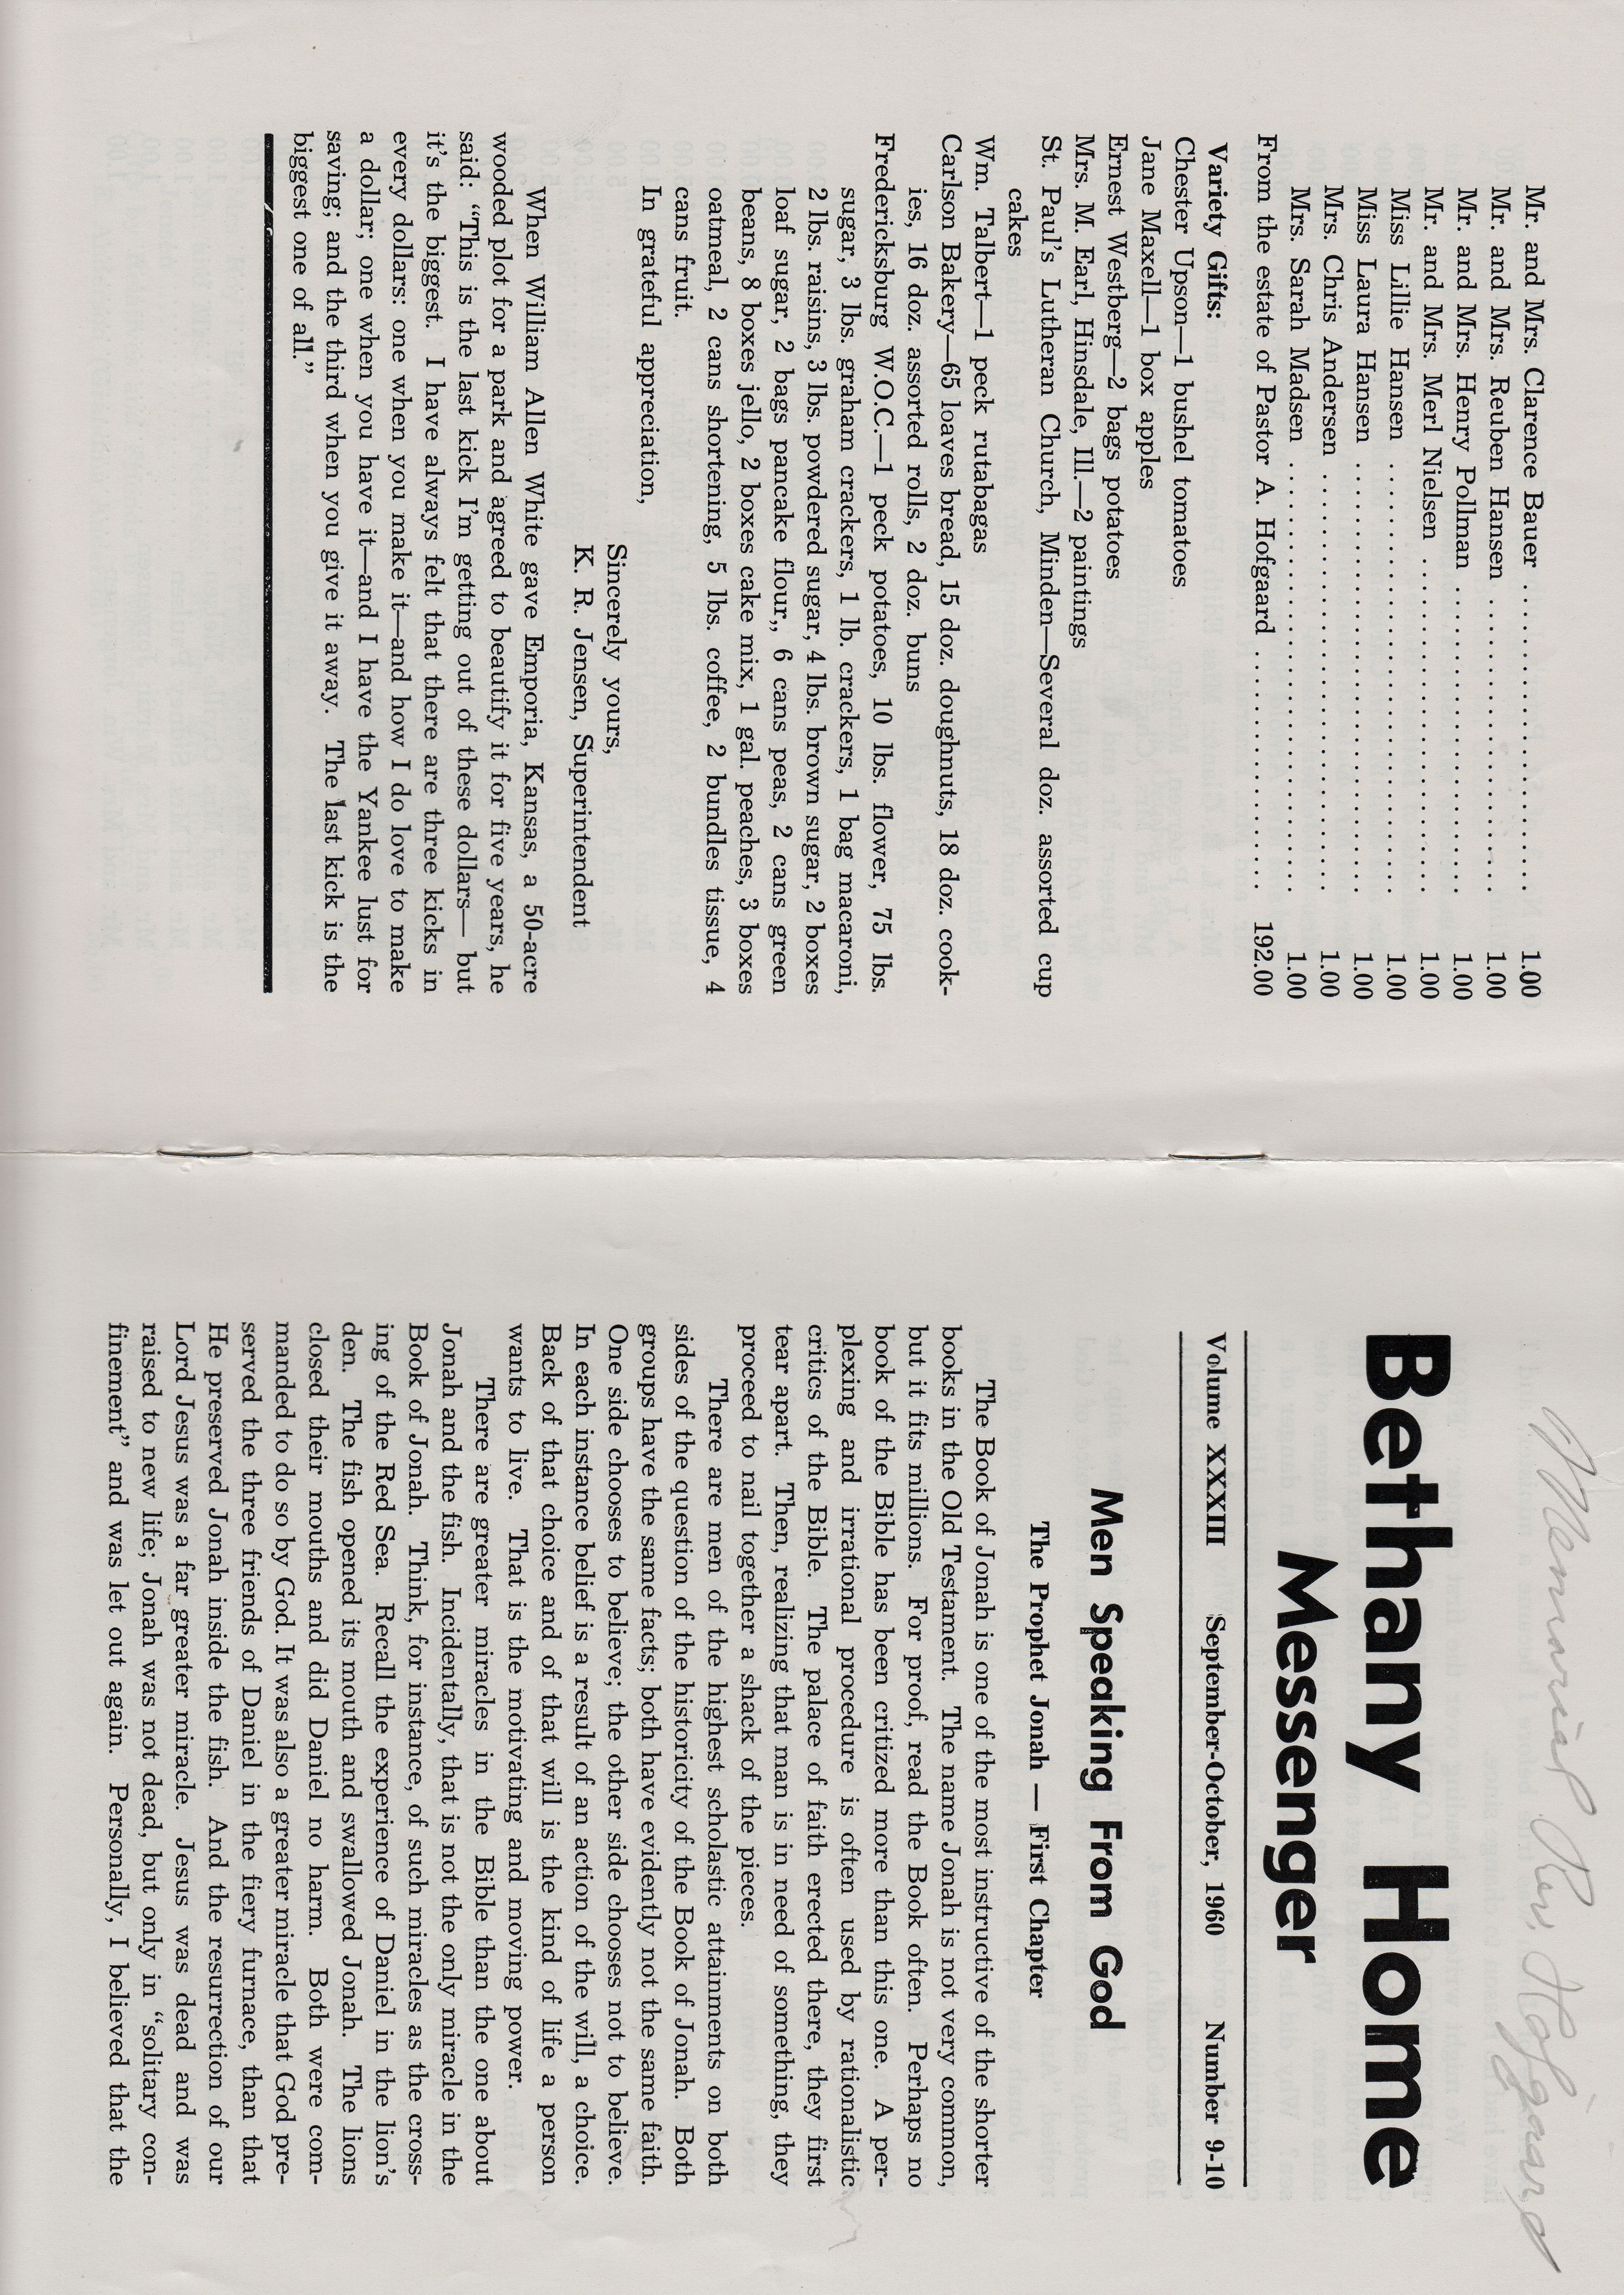 Mr. and Mrs. Clarence Bauer ............................ 1.00
Mr. and Mrs. Reuben Hansen ........................... 1.00
Mr. and Mrs. Henry Pollman ............................ 1.00
Mr. and Mrs. Merl Nielsen .............................. 1.00
Miss Lillie Hansen ...................................... 1.00
Miss Laura Hansen ...................................... 1.00
Mrs. Chris Andersen ..................................... 1.00
Mrs. Sarah Madsen ...................................... 1.00
From the estate of Pastor A. Hofgaard ..................... 192.00
Variety Gifts:
Chester Upson—1 bushel tomatoes
Jane Maxell—1 box apples
Ernest Westberg—2 bags potatoes
Mrs. M. Earl, Hinsdale, Ill.—2 paintings
St. Paul's Lutheran Church, Minden—Several doz. assorted cup
cakes
Wm. Talbert—1 peck rutabagas
Carlson Bakery—65 loaves bread, 15 doz. doughnuts, 18 doz. cook-
ies, 16 doz. assorted rolls, 2 doz. buns
Fredericksburg W.O.C.—1 peck potatoes, 10 lbs. flower, 75 lbs.
sugar, 3 lbs. graham crackers, 1 lb. crackers, 1 bag macaroni,
2 lbs. raisins, 3 lbs. powdered sugar, 4 lbs. brown sugar, 2 boxes
loaf sugar, 2 bags pancake flour,, 6 cans peas, 2 cans green
beans, 8 boxes jello, 2 boxes cake mix, 1 gal. peaches, 3 boxes
oatmeal, 2 cans shortening, 5 lbs. coffee, 2 bundles tissue, 4
cans fruit.
In grateful appreciation,
Sincerely yours,
K. R. Jensen, Superintendent
When William Allen White gave Emporia, Kansas, a 50-acre
wooded plot for a park and agreed to beautify it for five years, he
said: “This is the last kick I'm getting out of these dollars— but
it's the biggest. I have always felt that there are three kicks in
every dollars: one when you make it—and how I do love to make
a dollar; one when you have it—and I have the Yankee lust for
saving; and the third when you give it away. The last kick is the
biggest one of all.”
Memorial Rev. Hofgaard
Bethany Home
Messenger
Volume XXXIII September-October, 1960 Number 9-10
Men Speaking From God
The Prophet Jonah — First Chapter
The Book of Jonah is one of the most instructive of the shorter
books in the Old Testament. The name Jonah is not very common,
but it fits millions. For proof, read the Book often. Perhaps no
book of the Bible has been critized more than this one. A per-
plexing and irrational procedure is often used by rationalistic
critics of the Bible. The palace of faith erected there, they first
tear apart. Then, realizing that man is in need of something, they
proceed to nail together a shack of the pieces.
There are men of the highest scholastic attainments on both
sides of the question of the historicity of the Book of Jonah. Both
groups have the same facts; both have evidently not the same faith.
One side chooses to believe; the other side chooses not to believe.
In each instance belief is a result of an action of the will, a choice.
Back of that choice and of that will is the kind of life a person
wants to live. That is the motivating and moving power.
There are greater miracles in the Bible than the one about
Jonah and the fish. Incidentally, that is not the only miracle in the
Book of Jonah. Think, for instance, of such miracles as the cross-
ing of the Red Sea. Recall the experience of Daniel in the lion's
den. The fish opened its mouth and swallowed Jonah. The lions
closed their mouths and did Daniel no harm. Both were com-
manded to do so by God. It was also a greater miracle that God pre-
served the three friends of Daniel in the fiery furnace, than that
He preserved Jonah inside the fish. And the resurrection of our
Lord Jesus was a far greater miracle. Jesus was dead and was
raised to new life; Jonah was not dead, but only in “solitary con-
finement” and was let out again. Personally, I believed that the